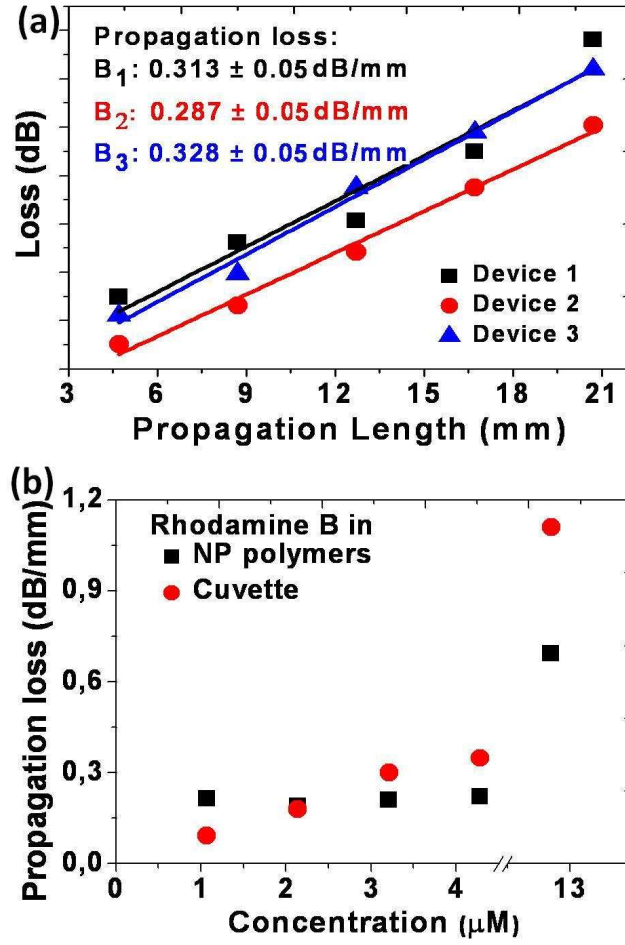 (a)
Propagation loss:
B1: 0.313 ± 0.05 dB/mm
B2: 0.287 ± 0.05 dB/mm
B3: 0.328 ± 0.05 dB/mm
Loss (dB)
Device 1
Device 2
Device 3
3 6 9 12 15 18 21
Propagation Length (mm)
(b)
1,2
0,9
0,6
0,3
0,0
Propagation loss (dB/mm)
Rhodamine B in
NP polymers
Cuvette
0 1 2 3 4 13
Concentration (μM)